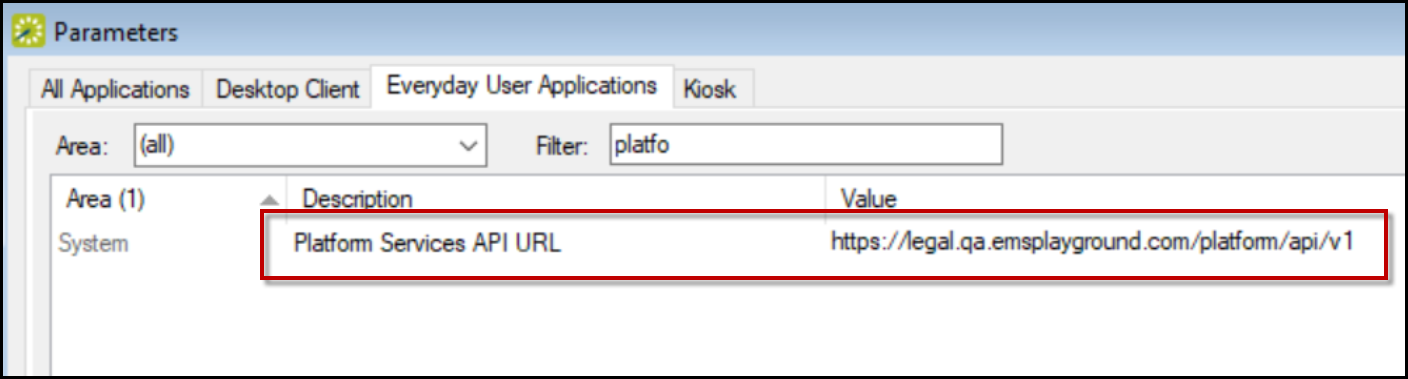 Parameters
All Applications Desktop Client Everyday User Applications Kiosk
Area: (all) Filter: platfo
Area (1) Description Value
System Platform Services API URL https://legal.qa.emsplayground.com/platform/api/v1